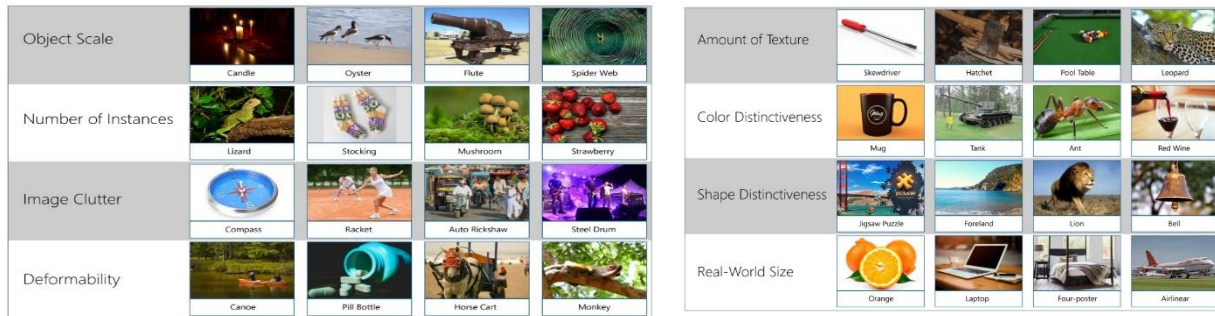 Object Scale
Candle Oyster Flute Spider Web
Number of Instances
Lizard Stocking Mushroom Strawberry
Image Clutter
Compass Racket Auto Rickshaw Steel Drum
Deformability
Canoe Pill Bottle Horse Cart Monkey
Amount of Texture
Skewdriver Hatchet Pool Table Leopard
Color Distinctiveness
Mug Tank Ant Red Wine
Shape Distinctiveness
JIGSAW
Jigsaw Puzzle Foreland Lion Bell
Real-World Size
Orange Laptop Four-poster Airlinear